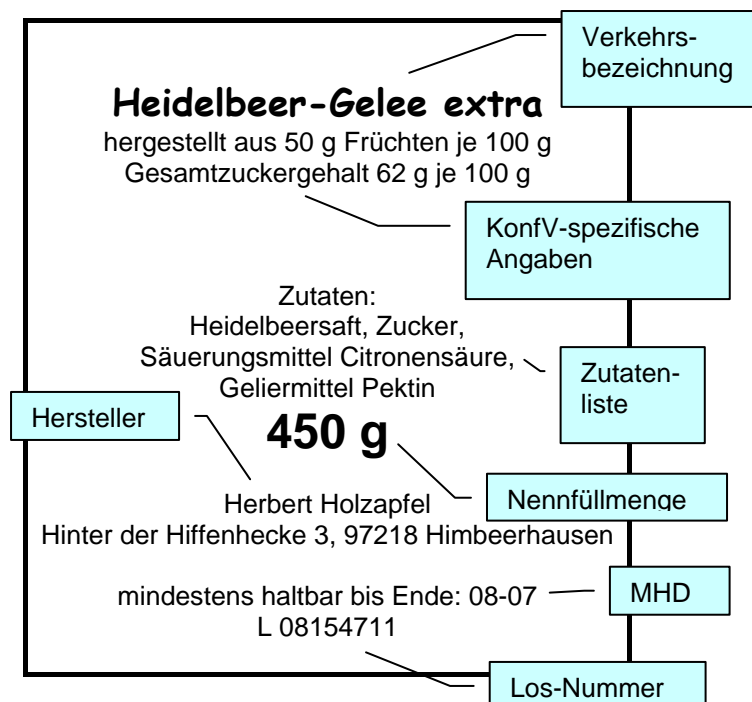 Verkehrs-
bezeichnung
Heidelbeer-Gelee extra
hergestellt aus 50 g Früchten je 100 g
Gesamtzuckergehalt 62 g je 100 g
KonfV-spezifische
Angaben
Zutaten:
Heidelbeersaft, Zucker,
Säuerungsmittel Citronensäure,
Geliermittel Pektin
Zutaten-
liste
Hersteller
450 g
Nennfüllmenge
Herbert Holzapfel
Hinter der Hiffenhecke 3, 97218 Himbeerhausen
mindestens haltbar bis Ende: 08-07
MHD
L 08154711
Los-Nummer